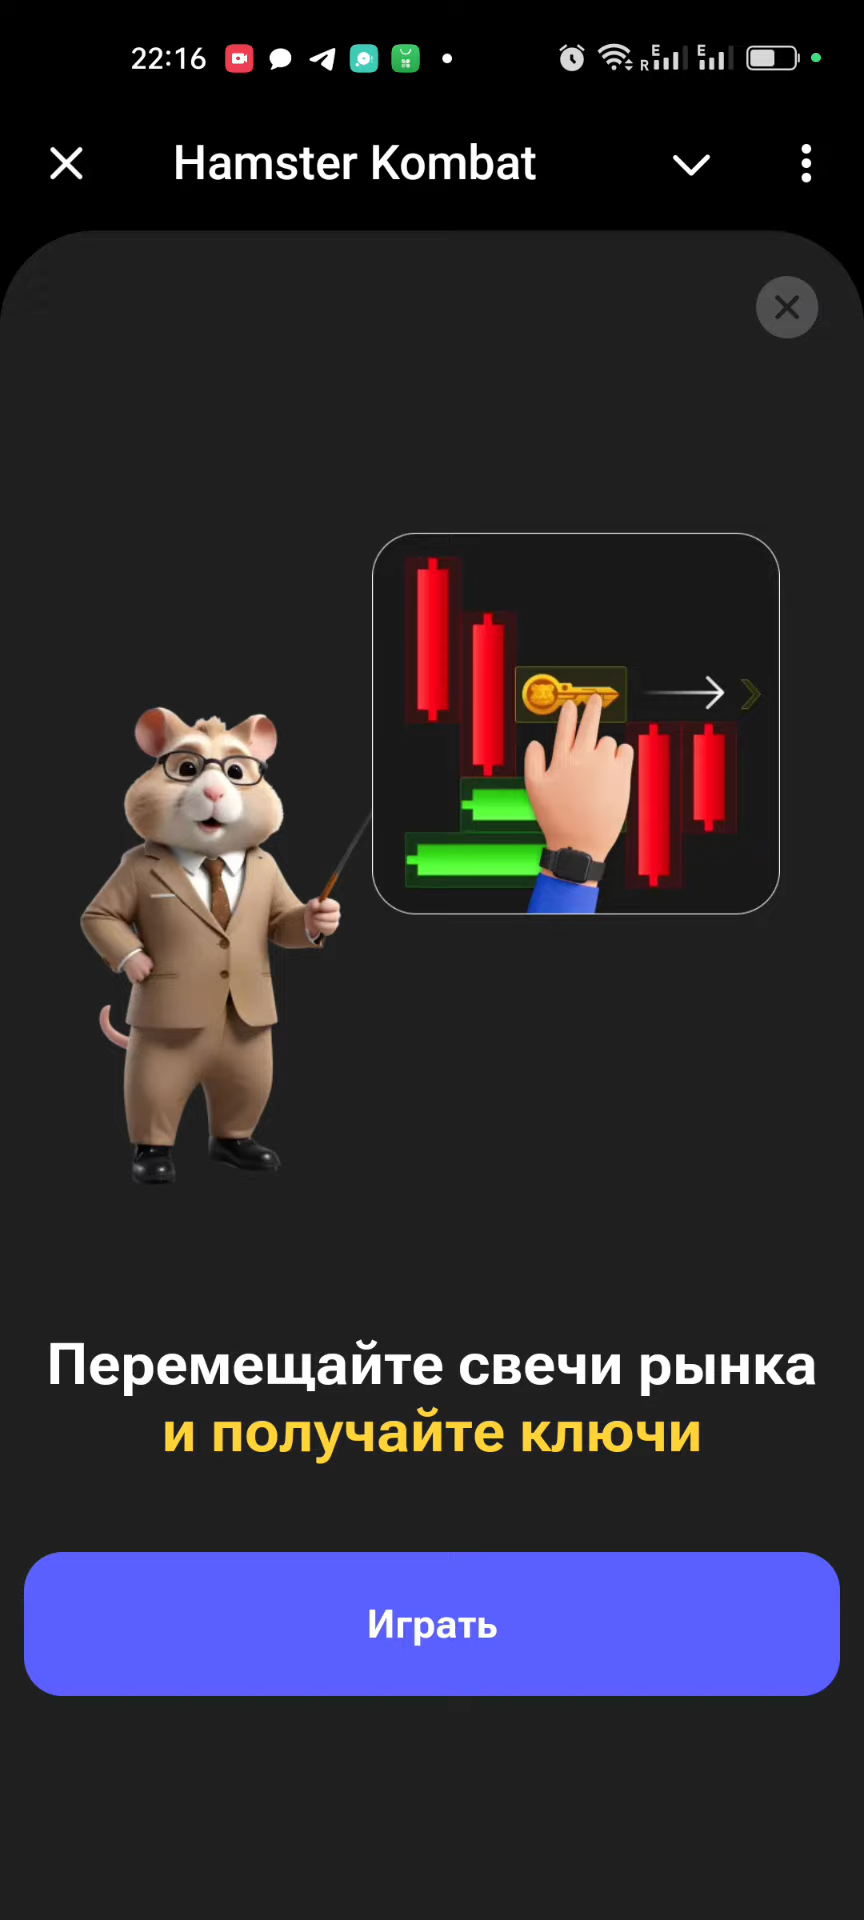 22:16
R E E
Hamster Kombat
Перемещайте свечи рынка
и получайте ключи
Играть